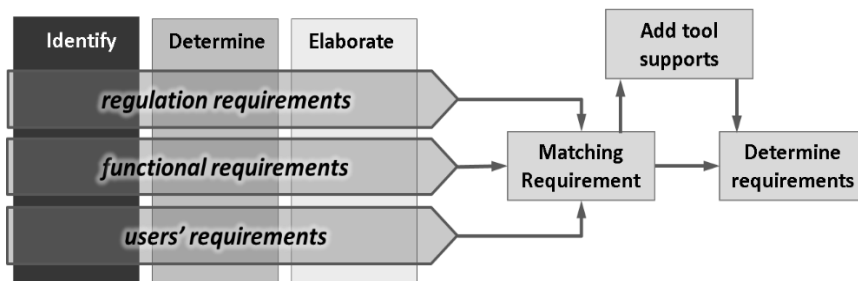 Identify
Determine
Elaborate
Add tool
supports
regulation requirements
functional requirements
users’ requirements
Matching
Requirement
Determine
requirements